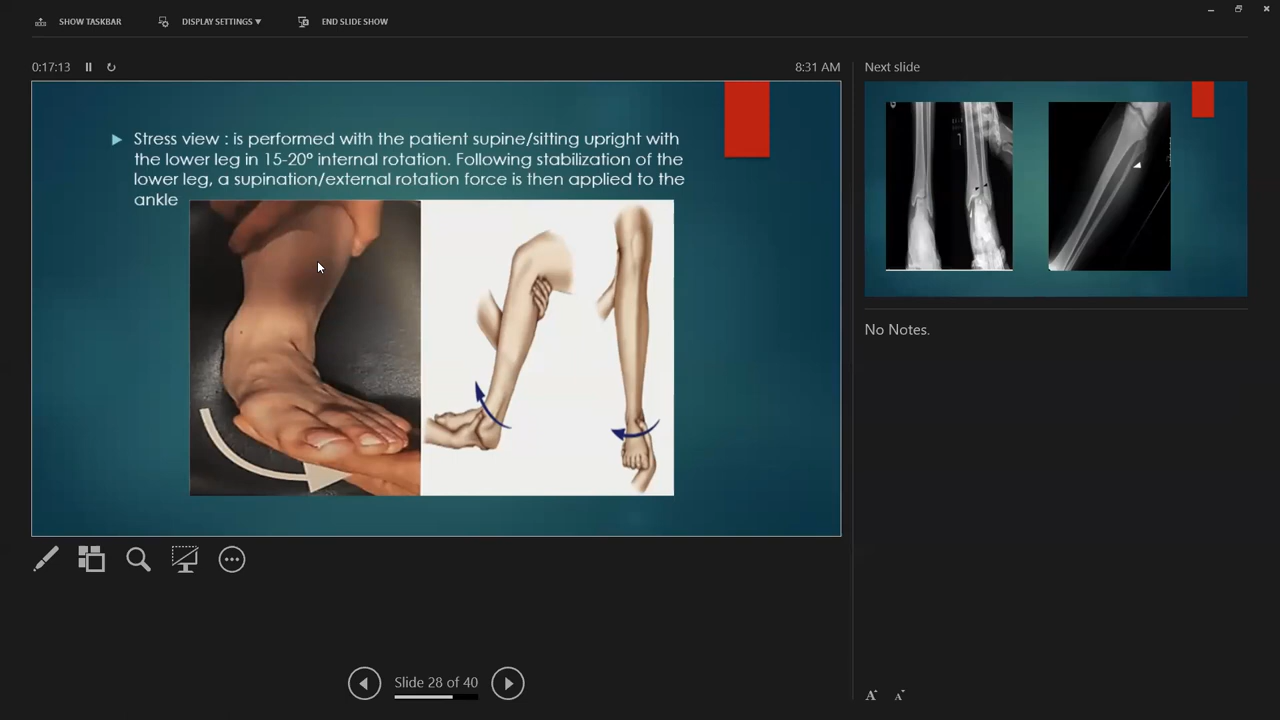 SHOW TASKBAR
DISPLAY SETTINGS ▼
END SLIDE SHOW
0:17:13
8:31 AM
Stress view : is performed with the patient supine/sitting upright with
the lower leg in 15-20° internal rotation. Following stabilization of the
lower leg, a supination/external rotation force is then applied to the
ankle
Slide 28 of 40
Next slide
No Notes.
A
A